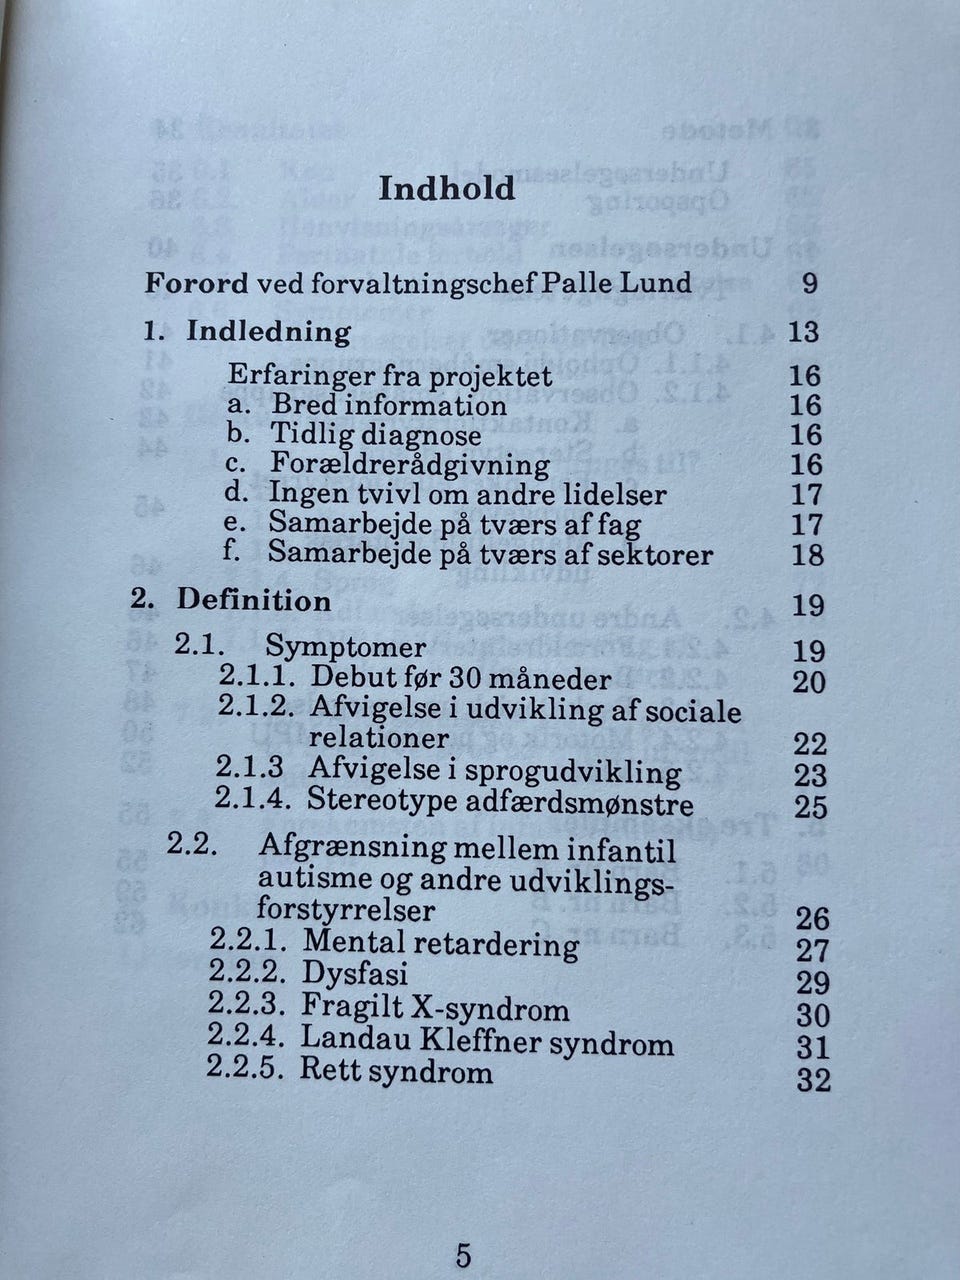 Indhold
Forord ved forvaltningschef Palle Lund 9
1. Indledning 13
Erfaringer fra projektet 16
a. Bred information 16
b. Tidlig diagnose 16
c. Forældrerådgivning 16
d. Ingen tvivl om andre lidelser 17
e. Samarbejde på tværs af fag 17
f. Samarbejde på tværs af sektorer 18
2. Definition 19
2.1. Symptomer 19
2.1.1. Debut før 30 måneder 20
2.1.2. Afvigelse i udvikling af sociale
relationer 22
2.1.3 Afvigelse i sprogudvikling 23
2.1.4. Stereotype adfærdsmønstre 25
2.2. Afgrænsning mellem infantil
autisme og andre udviklings-
forstyrrelser 26
2.2.1. Mental retardering 27
2.2.2. Dysfasi 29
2.2.3. Fragilt X-syndrom 30
2.2.4. Landau Kleffner syndrom 31
2.2.5. Rett syndrom 32
5